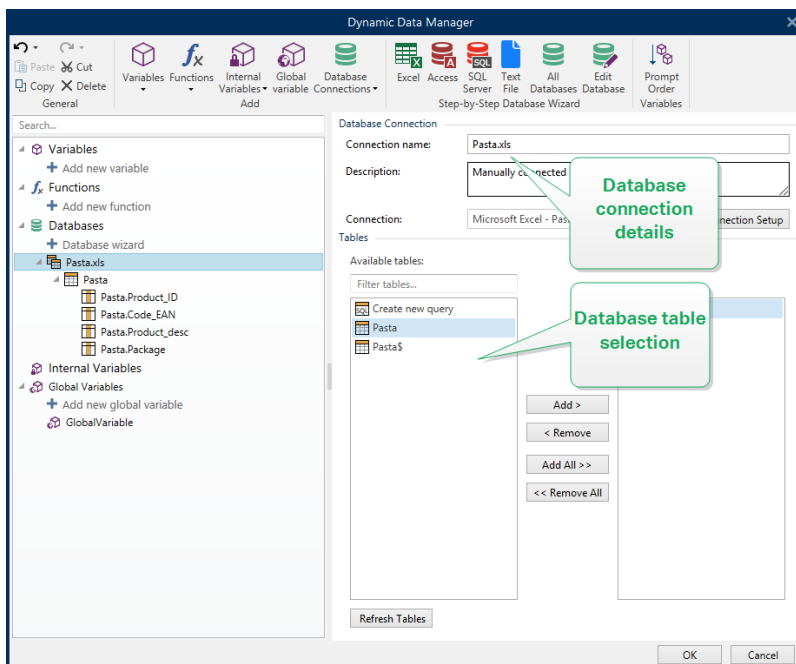 Dynamic Data Manager
Paste Cut
Copy Delete
General
Variables Functions Internal Variables Global variable Database Connections
Add
Excel Access SQL Server Text File All Databases Edit Database
Step-by-Step Database Wizard
Prompt Order
Variables
Search...
Variables
Add new variable
Functions
Add new function
Databases
Database wizard
Pasta.xls
Pasta
Pasta.Product_ID
Pasta.Code_EAN
Pasta.Product_desc
Pasta.Package
Internal Variables
Global Variables
Add new global variable
GlobalVariable
Database Connection
Connection name: Pasta.xls
Description: Manually connected
Connection: Microsoft Excel - Pas nection Setup
Database
connection
details
Tables
Available tables:
Filter tables...
Create new query
Pasta
Pasta$
Database table
selection
Add >
< Remove
Add All >>
<< Remove All
Refresh Tables
OK Cancel